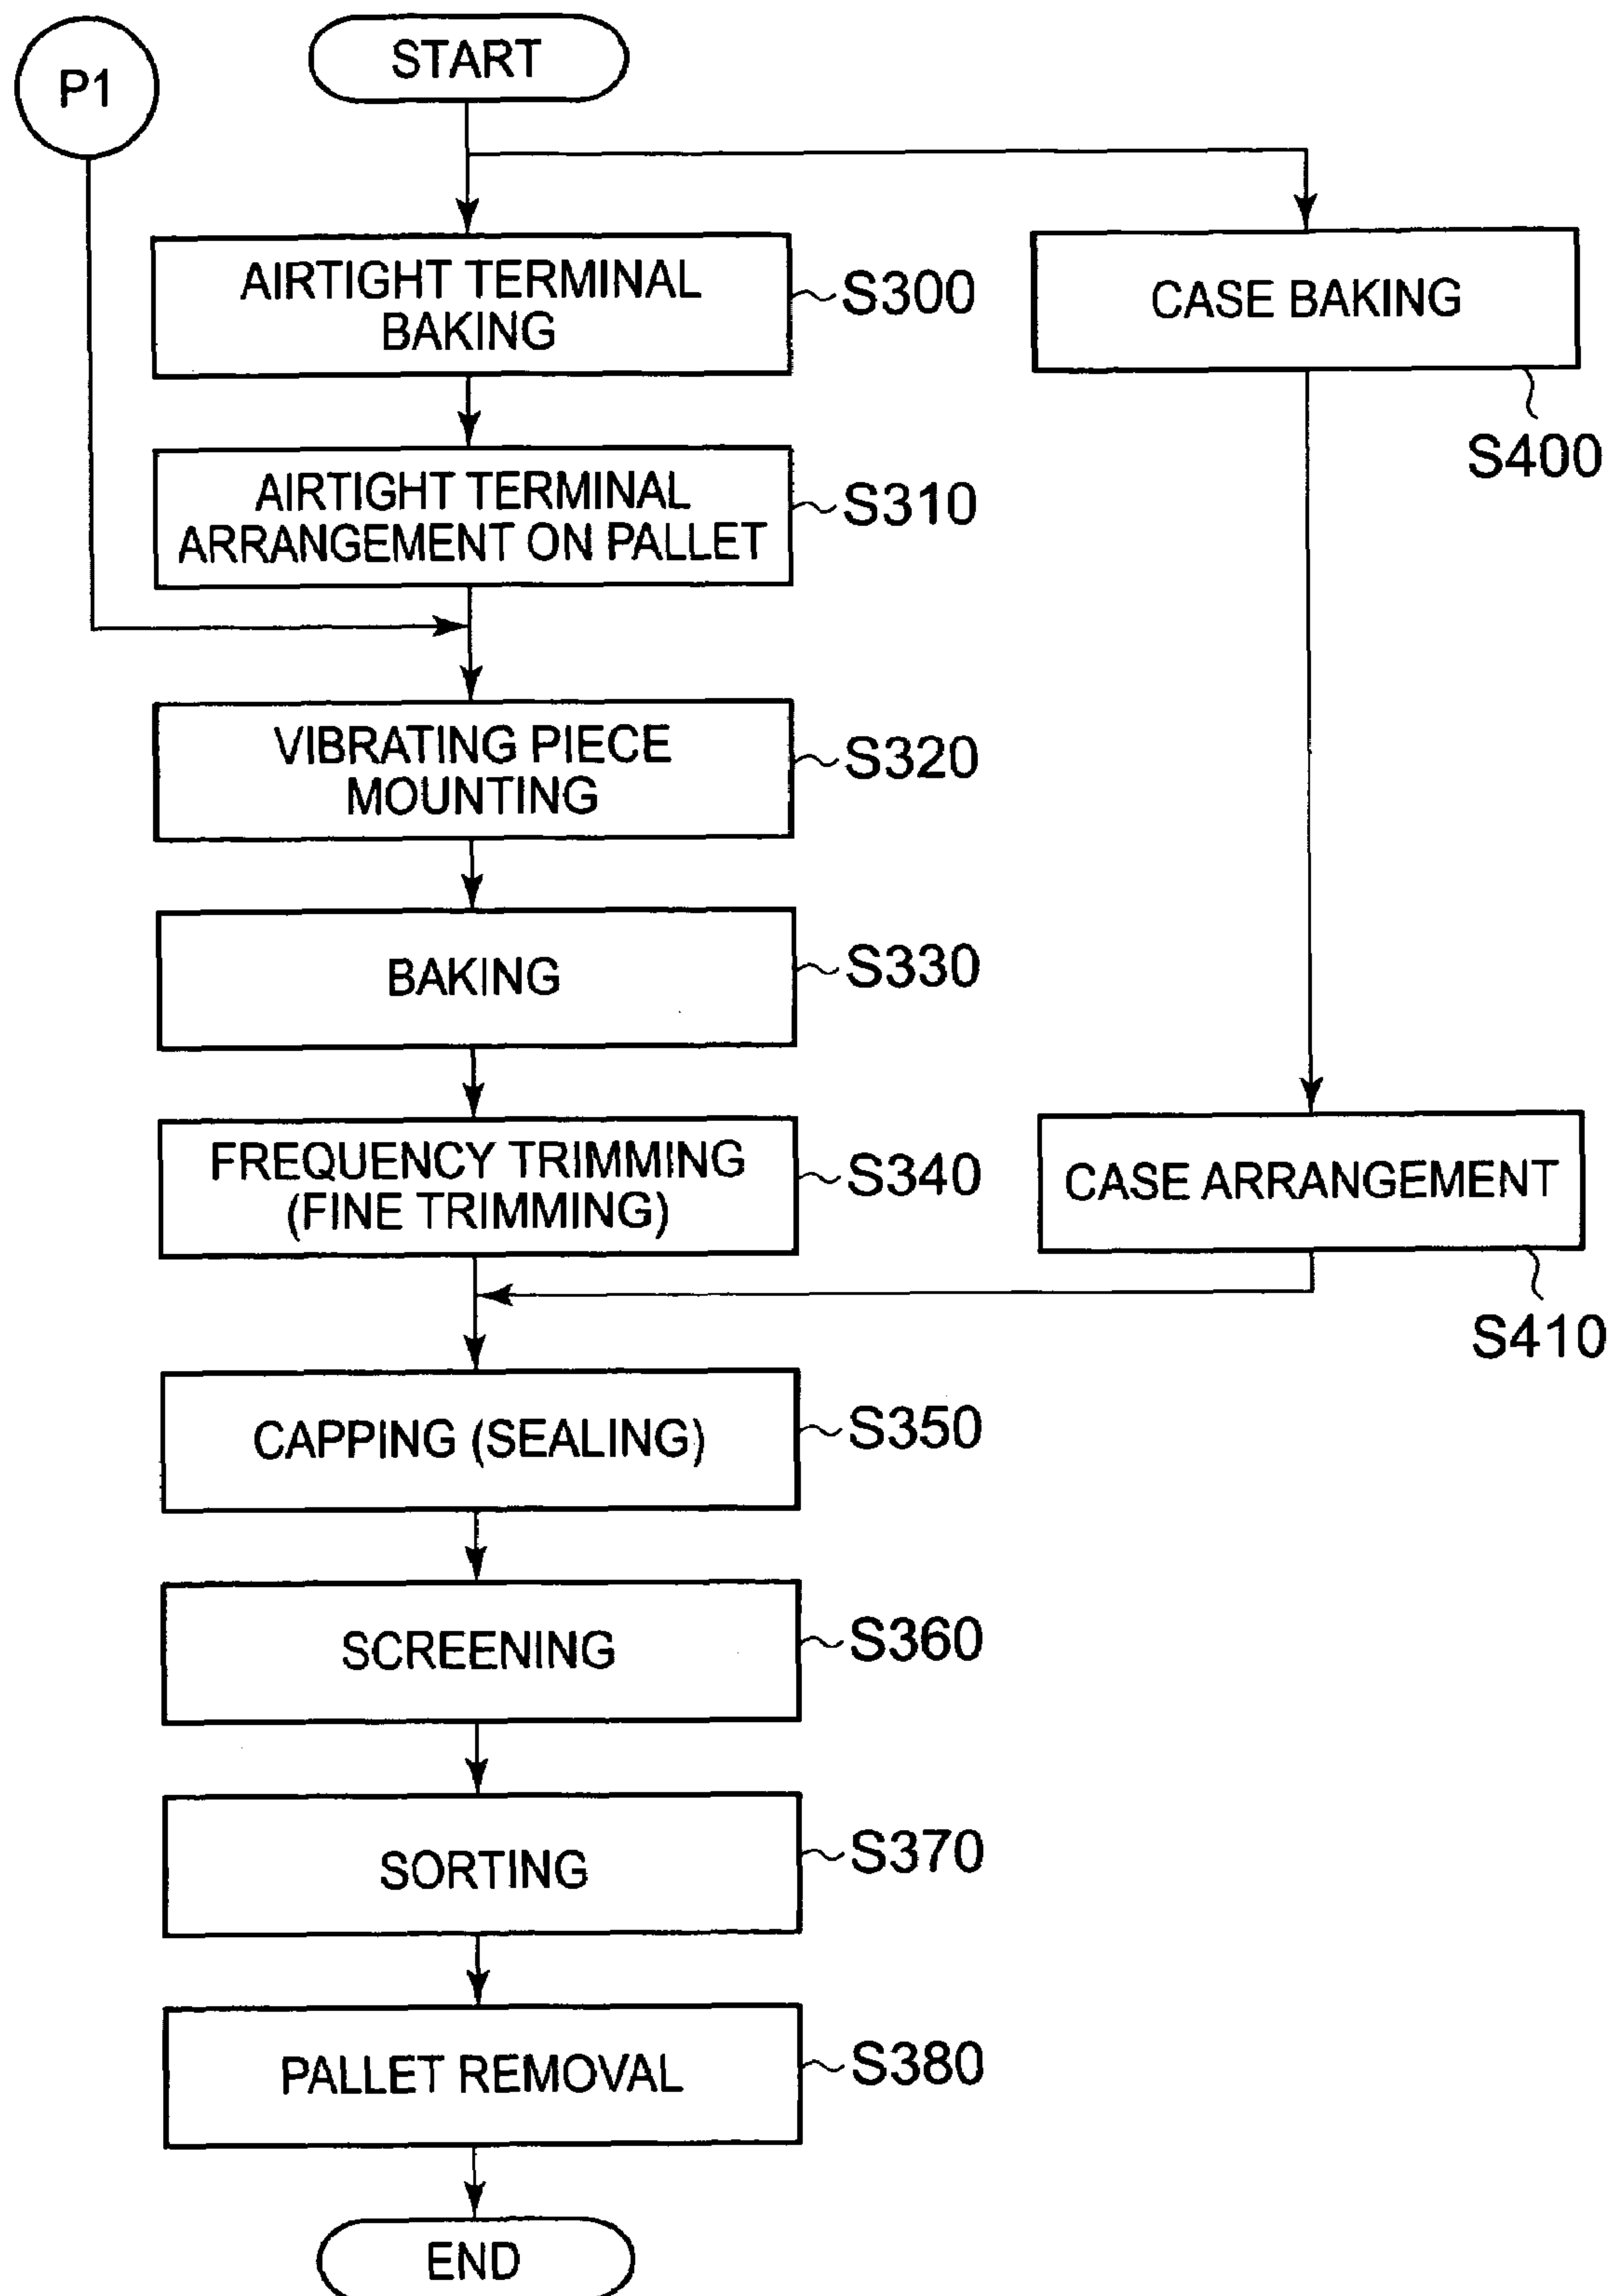 P1
START
AIRTIGHT TERMINAL
BAKING
S300
CASE BAKING
S400
AIRTIGHT TERMINAL
ARRANGEMENT ON PALLET
S310
VIBRATING PIECE
MOUNTING
S320
BAKING
S330
FREQUENCY TRIMMING
(FINE TRIMMING)
S340
CASE ARRANGEMENT
S410
CAPPING (SEALING)
S350
SCREENING
S360
SORTING
S370
PALLET REMOVAL
S380
END